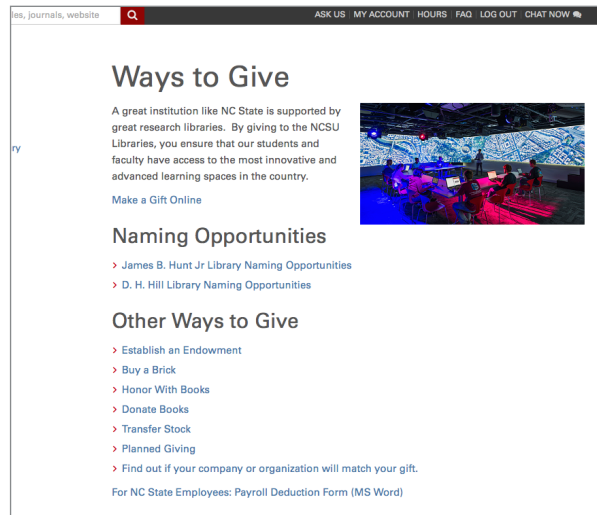 les, journals, website
ASK US | MY ACCOUNT | HOURS | FAQ | LOG OUT | CHAT NOW
ry
Ways to Give
A great institution like NC State is supported by
great research libraries. By giving to the NCSU
Libraries, you ensure that our students and
faculty have access to the most innovative and
advanced learning spaces in the country.
Make a Gift Online
Naming Opportunities
> James B. Hunt Jr Library Naming Opportunities
> D. H. Hill Library Naming Opportunities
Other Ways to Give
> Establish an Endowment
> Buy a Brick
> Honor With Books
> Donate Books
> Transfer Stock
> Planned Giving
> Find out if your company or organization will match your gift.
For NC State Employees: Payroll Deduction Form (MS Word)